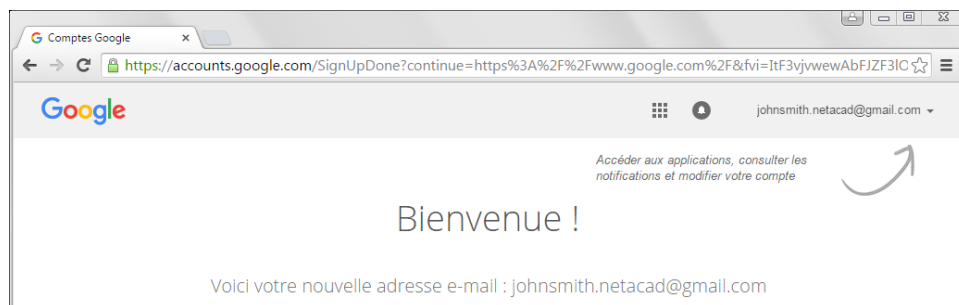 Comptes Google
https://accounts.google.com/SignUpDone?continue=https%3A%2F%2Fwww.google.com%2F&fvi=ItF3vjvwewAbFJZF3lO
Google
johnsmith.netacad@gmail.com
Accéder aux applications, consulter les
notifications et modifier votre compte
Bienvenue !
Voici votre nouvelle adresse e-mail : johnsmith.netacad@gmail.com